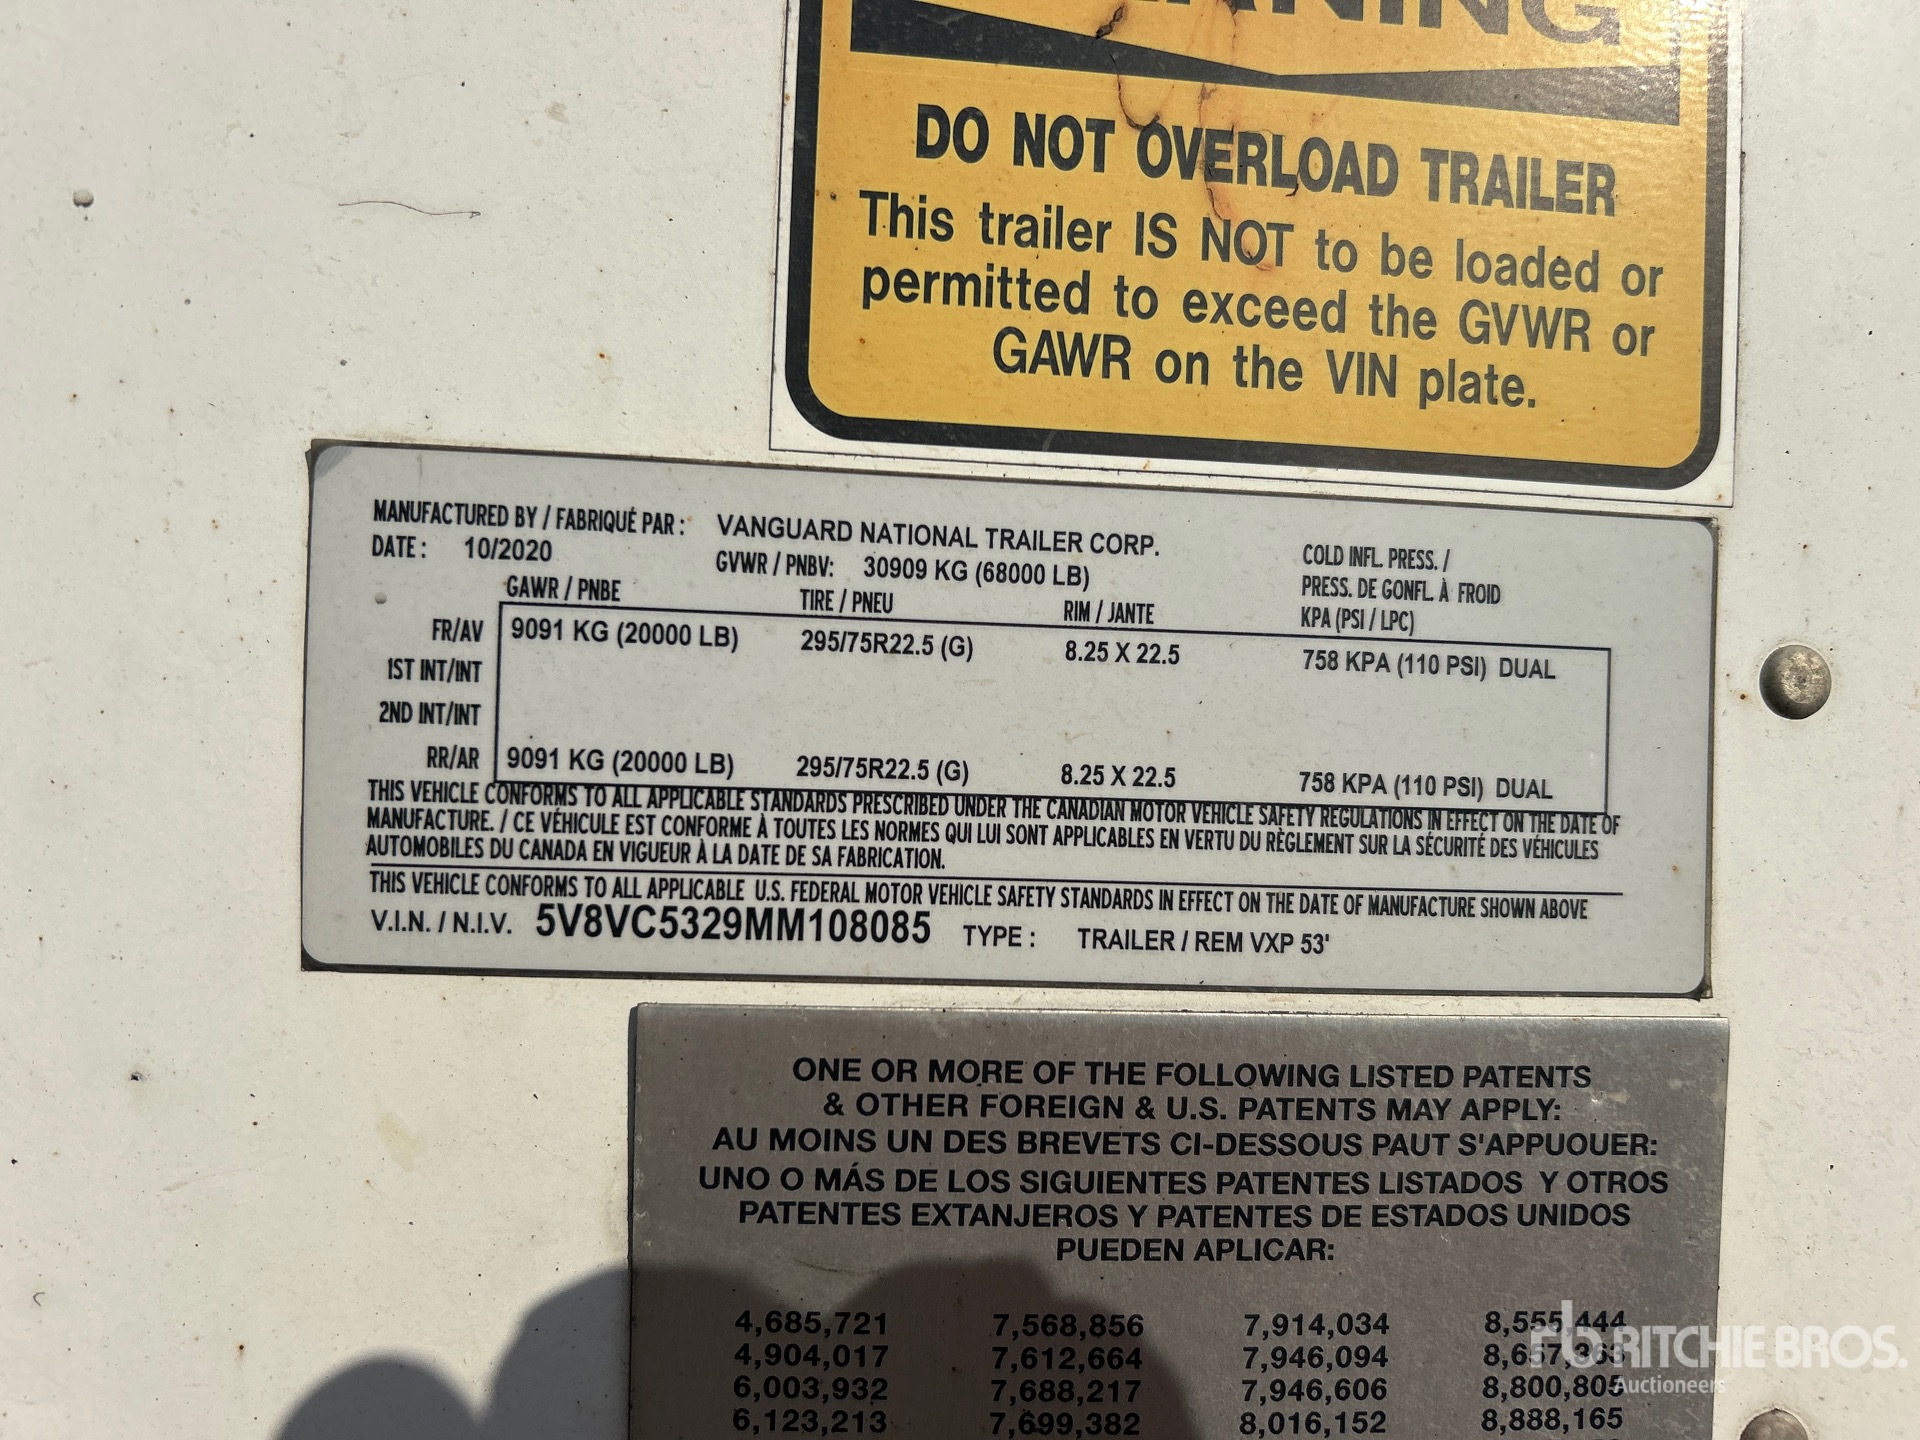 DO NOT OVERLOAD TRAILER
This trailer IS NOT to be loaded or
permitted to exceed the GVWR or
GAWR on the VIN plate.
MANUFACTURED BY / FABRIQUÉ PAR : VANGUARD NATIONAL TRAILER CORP.
DATE : 10/2020 GVWR / PNBV: 30909 KG (68000 LB)
COLD INFL. PRESS. /
PRESS. DE GONFL. À FROID
KPA (PSI / LPC)
GAWR / PNBE TIRE / PNEU RIM / JANTE
FR/AV 9091 KG (20000 LB) 295/75R22.5 (G) 8.25 X 22.5 758 KPA (110 PSI) DUAL
1ST INT/INT
2ND INT/INT
RR/AR 9091 KG (20000 LB) 295/75R22.5 (G) 8.25 X 22.5 758 KPA (110 PSI) DUAL
THIS VEHICLE CONFORMS TO ALL APPLICABLE STANDARDS PRESCRIBED UNDER THE CANADIAN MOTOR VEHICLE SAFETY REGULATIONS IN EFFECT ON THE DATE OF
MANUFACTURE. / CE VÉHICULE EST CONFORME À TOUTES LES NORMES QUI LUI SONT APPLICABLES EN VERTU DU RÈGLEMENT SUR LA SÉCURITÉ DES VÉHICULES
AUTOMOBILES DU CANADA EN VIGUEUR À LA DATE DE SA FABRICATION.
THIS VEHICLE CONFORMS TO ALL APPLICABLE U.S. FEDERAL MOTOR VEHICLE SAFETY STANDARDS IN EFFECT ON THE DATE OF MANUFACTURE SHOWN ABOVE
V.I.N. / N.I.V. 5V8VC5329MM108085 TYPE : TRAILER / REM VXP 53'
ONE OR MORE OF THE FOLLOWING LISTED PATENTS
& OTHER FOREIGN & U.S. PATENTS MAY APPLY:
AU MOINS UN DES BREVETS CI-DESSOUS PAUT S'APPUOUER:
UNO O MÁS DE LOS SIGUIENTES PATENTES LISTADOS Y OTROS
PATENTES EXTANJEROS Y PATENTES DE ESTADOS UNIDOS
PUEDEN APLICAR:
4,685,721 7,568,856 7,914,034 8,555,444
4,904,017 7,612,664 7,946,094 8,657,363
6,003,932 7,688,217 7,946,606 8,800,805
6,123,213 7,699,382 8,016,152 8,888,165
rb RITCHIE BROS.
Auctioneers